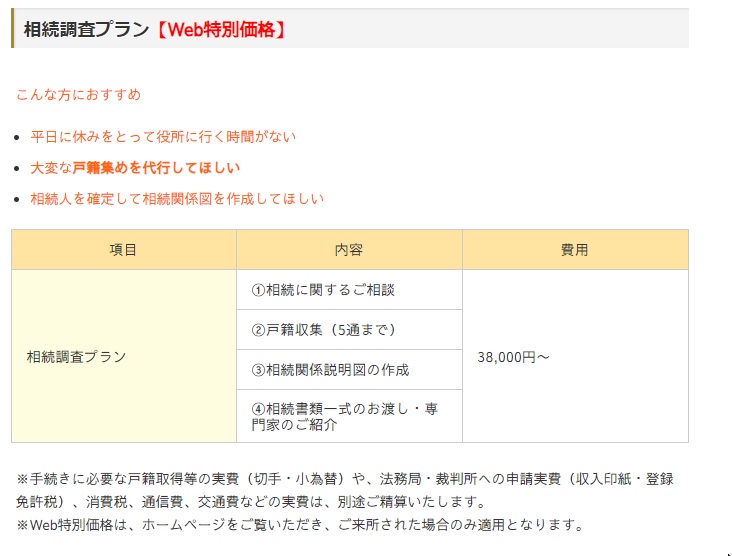 相続調査プラン【Web特別価格】
こんな方におすすめ
平日に休みをとって役所に行く時間がない
大変な戸籍集めを代行してほしい
相続人を確定して相続関係図を作成してほしい
項目
内容
費用
相続調査プラン
①相続に関するご相談
②戸籍収集（5通まで）
③相続関係説明図の作成
④相続書類一式のお渡し・専
門家のご紹介
38,000円～
※手続きに必要な戸籍取得等の実費（切手・小為替）や、法務局・裁判所への申請実費（収入印紙・登録
免許税）、消費税、通信費、交通費などの実費は、別途ご精算いたします。
※Web特別価格は、ホームページをご覧いただき、ご来所された場合のみ適用となります。